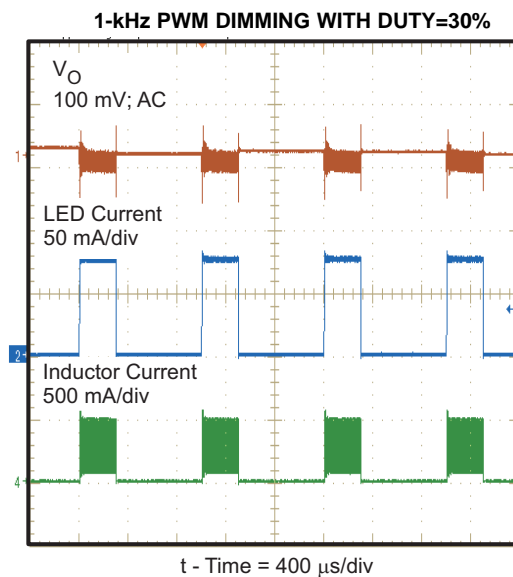 1-kHz PWM DIMMING WITH DUTY=30%
V_O
100 mV; AC
1
LED Current
50 mA/div
2
Inductor Current
500 mA/div
4
t - Time = 400 μs/div